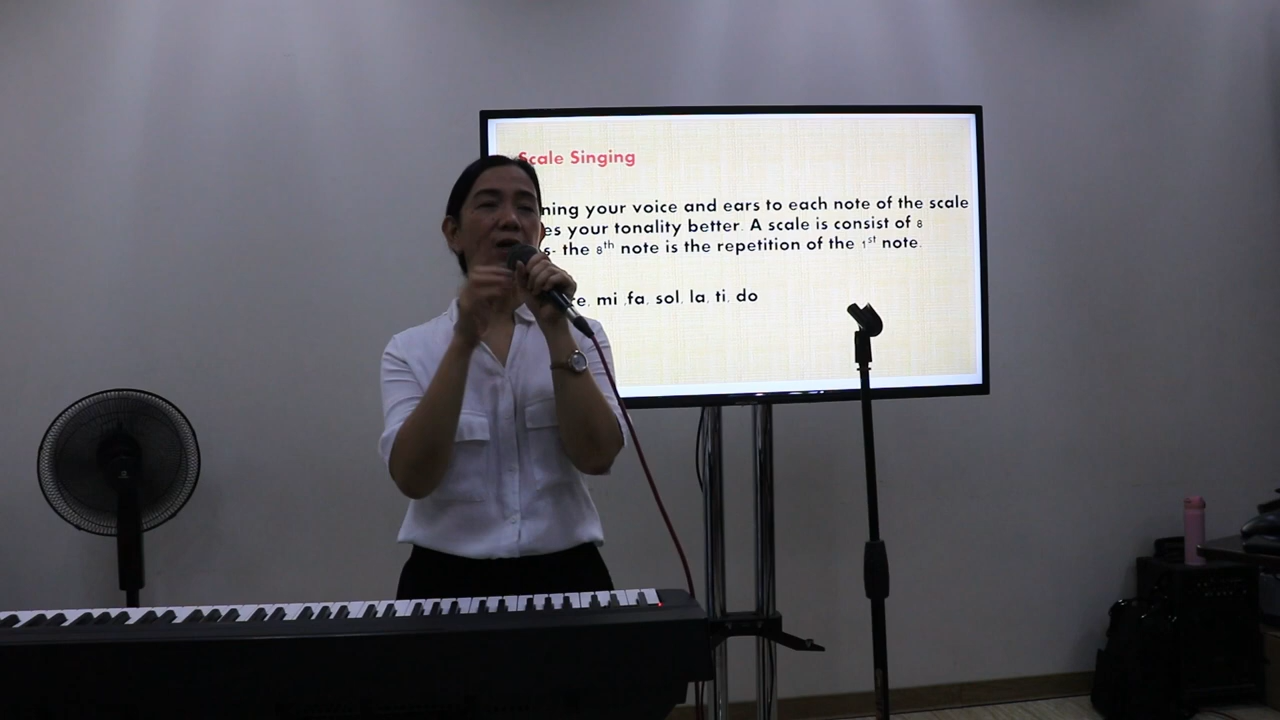 Scale Singing
ning your voice and ears to each note of the scale
es your tonality better. A scale is consist of 8
s- the 8th note is the repetition of the 1st note.
re, mi ,fa, sol, la, ti, do